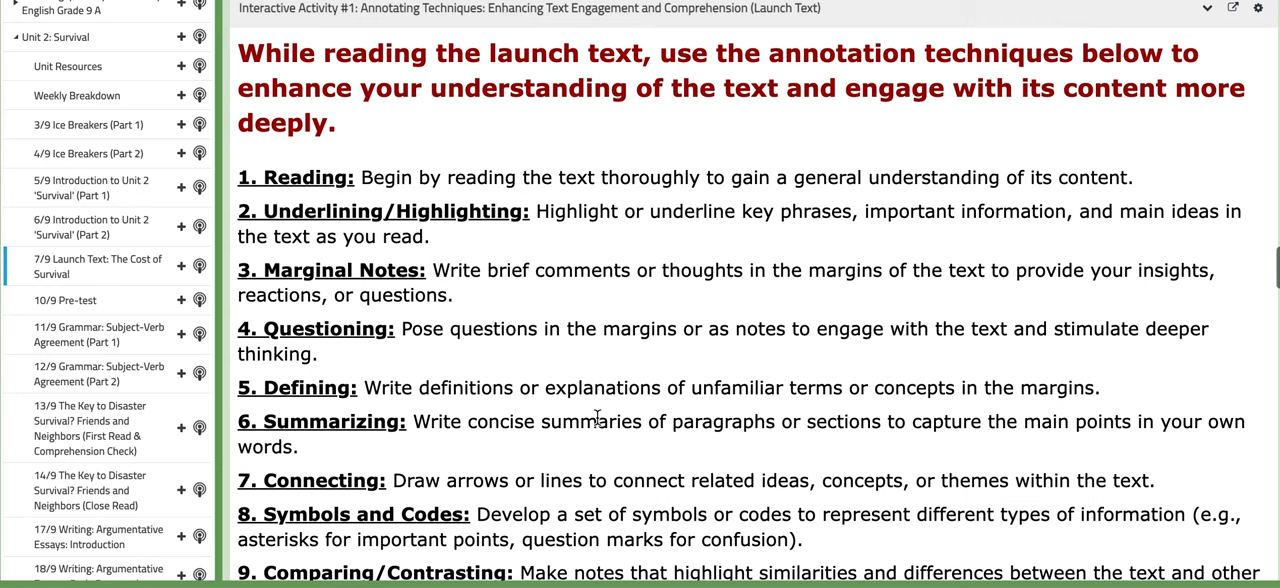 English Grade 9 A
Unit 2: Survival
Unit Resources
Weekly Breakdown
3/9 Ice Breakers (Part 1)
4/9 Ice Breakers (Part 2)
5/9 Introduction to Unit 2
'Survival' (Part 1)
6/9 Introduction to Unit 2
'Survival' (Part 2)
7/9 Launch Text: The Cost of
Survival
10/9 Pre-test
11/9 Grammar: Subject-Verb
Agreement (Part 1)
12/9 Grammar: Subject-Verb
Agreement (Part 2)
13/9 The Key to Disaster
Survival? Friends and
Neighbors (First Read &
Comprehension Check)
14/9 The Key to Disaster
Survival? Friends and
Neighbors (Close Read)
17/9 Writing: Argumentative
Essays: Introduction
18/9 Writing: Argumentative
Interactive Activity #1: Annotating Techniques: Enhancing Text Engagement and Comprehension (Launch Text)
While reading the launch text, use the annotation techniques below to
enhance your understanding of the text and engage with its content more
deeply.
1. Reading: Begin by reading the text thoroughly to gain a general understanding of its content.
2. Underlining/Highlighting: Highlight or underline key phrases, important information, and main ideas in
the text as you read.
3. Marginal Notes: Write brief comments or thoughts in the margins of the text to provide your insights,
reactions, or questions.
4. Questioning: Pose questions in the margins or as notes to engage with the text and stimulate deeper
thinking.
5. Defining: Write definitions or explanations of unfamiliar terms or concepts in the margins.
6. Summarizing: Write concise summaries of paragraphs or sections to capture the main points in your own
words.
7. Connecting: Draw arrows or lines to connect related ideas, concepts, or themes within the text.
8. Symbols and Codes: Develop a set of symbols or codes to represent different types of information (e.g.,
asterisks for important points, question marks for confusion).
9. Comparing/Contrasting: Make notes that highlight similarities and differences between the text and other